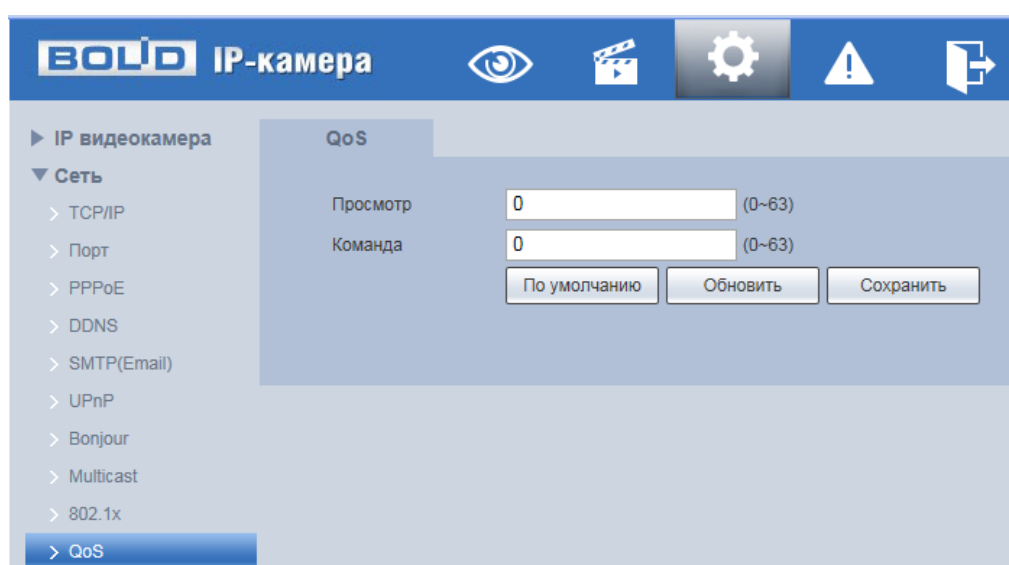 BOLID IP-камера
IP видеокамера
QoS
Сеть
TCP/IP
Просмотр 0 (0~63)
Порт
Команда 0 (0~63)
PPPoE
По умолчанию Обновить Сохранить
DDNS
SMTP(Email)
UPnP
Bonjour
Multicast
802.1x
QoS